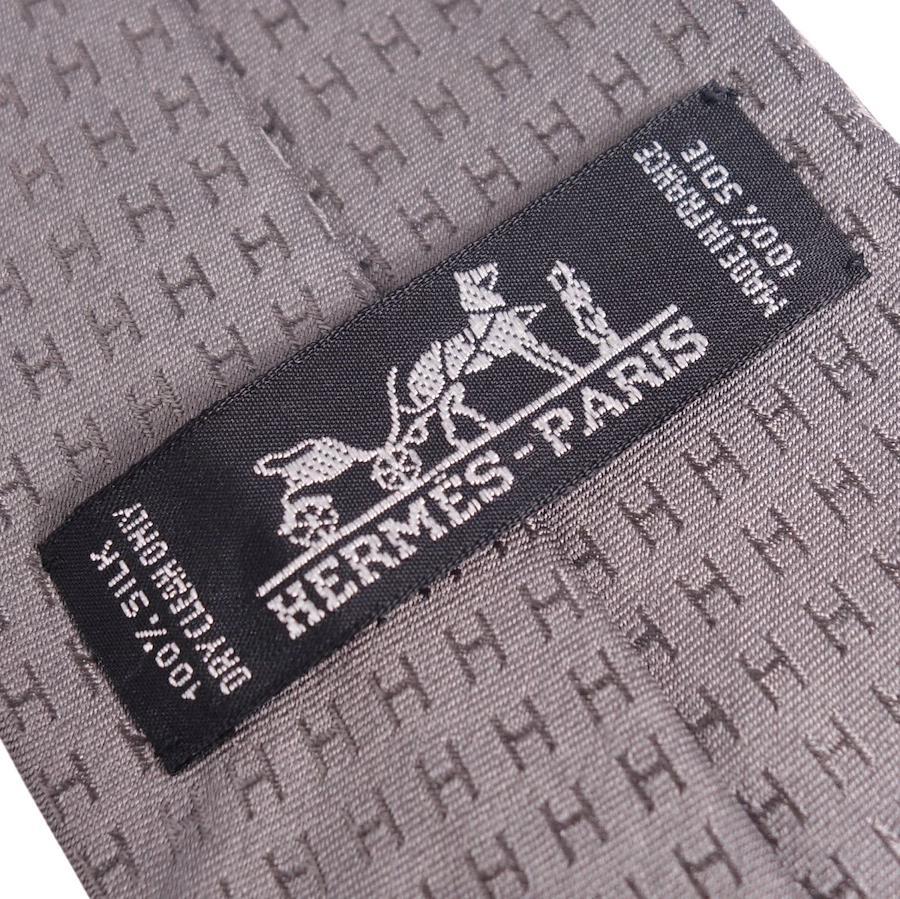 100% SILK
DRY CLEAN ONLY
HERMES-PARIS
MADE IN FRANCE
100% SOIE